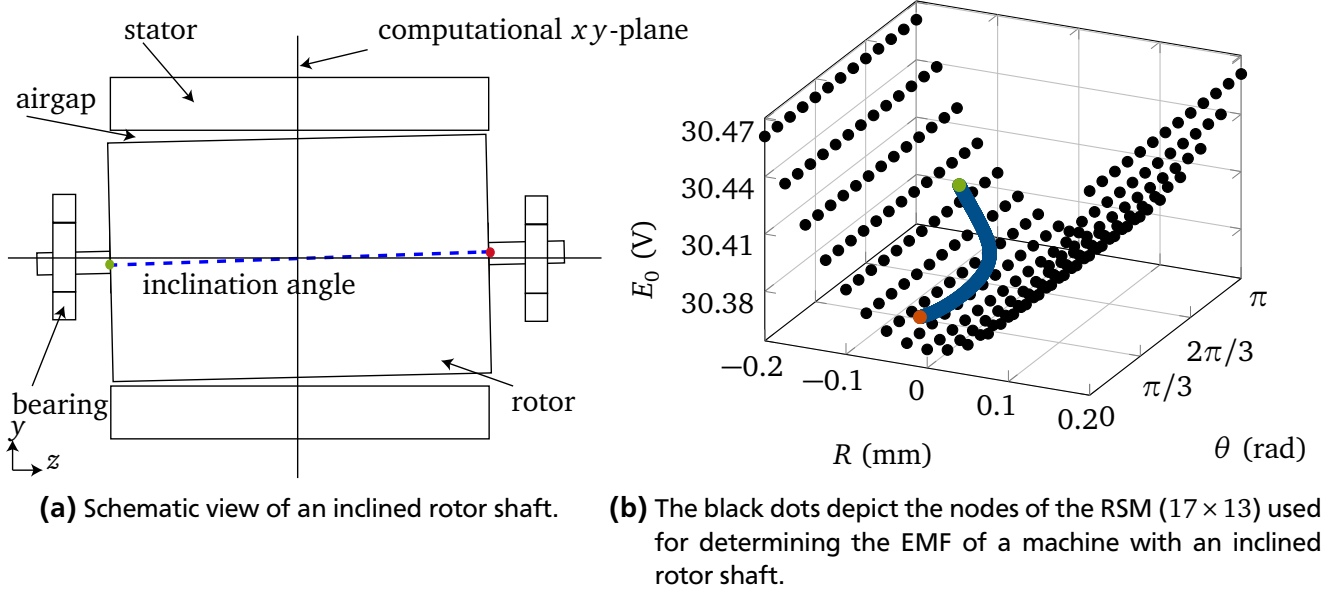 stator
computational xy-plane
airgap
inclination angle
bearing
rotor
y
z
30.47
30.44
30.41
30.38
E₀ (V)
−0.2
−0.1
0
0.1
0.2
R (mm)
0
π/3
2π/3
π
θ (rad)
(a) Schematic view of an inclined rotor shaft.
(b) The black dots depict the nodes of the RSM (17 × 13) used
for determining the EMF of a machine with an inclined
rotor shaft.